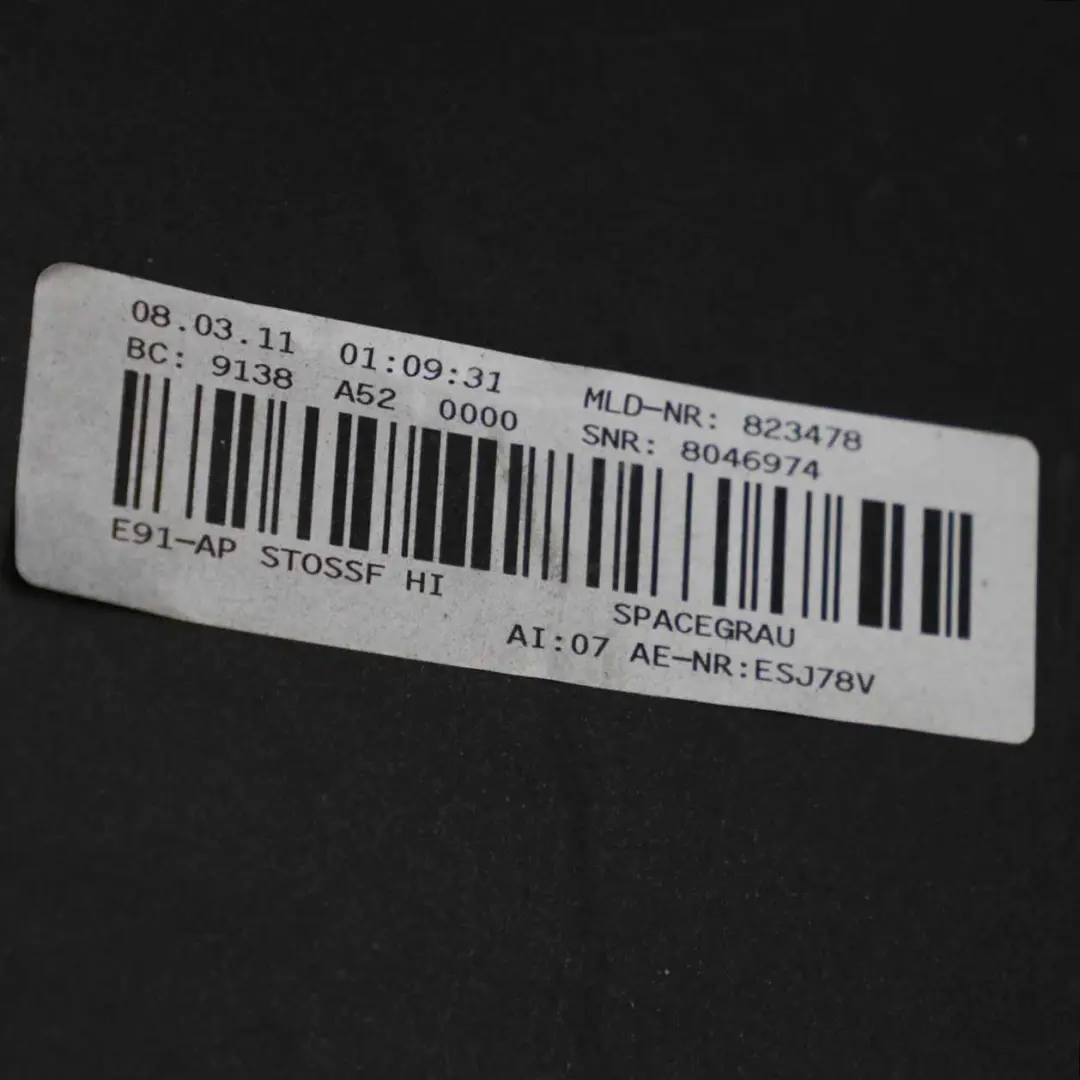 08.03.11 01:09:31 MLD-NR: 823478
BC: 9138 A52 0000 SNR: 8046974
E91-AP STOSSF HI SPACEGRAU
AI:07 AE-NR:ESJ78V